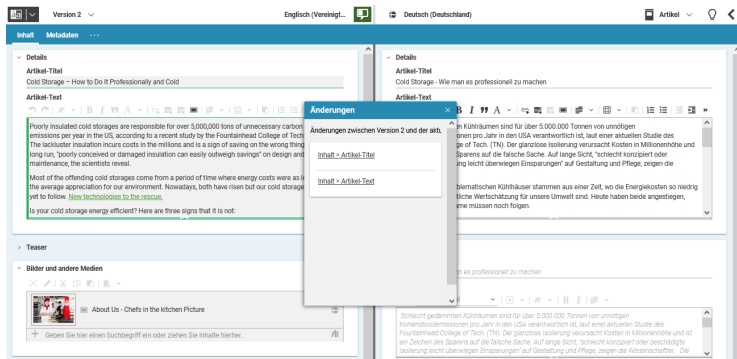 Version 2
Englisch (Vereinigt...
Deutsch (Deutschland)
Artikel
Inhalt Metadaten ...
Details
Artikel-Titel
Cold Storage – How to Do It Professionally and Cold
Artikel-Text
Poorly insulated cold storages are responsible for over 5,000,000 tons of unnecessary carbon
emissions per year in the US, according to a recent study by the Fountainhead College of Tech
The lackluster insulation incurs costs in the millions and is a sign of saving on the wrong thing
long run, "poorly conceived or damaged insulation can easily outweigh savings" on design and
maintenance, the scientists reveal.
Most of the offending cold storages come from a period of time where energy costs were as l
the average appreciation for our environment. Nowadays, both have risen but our cold storage
yet to follow. New technologies to the rescue.
Is your cold storage energy efficient? Here are three signs that it is not:
Teaser
Bilder und andere Medien
About Us - Chefs in the kitchen Picture
Geben Sie hier einen Suchbegriff ein oder ziehen Sie Inhalte hierher.
Änderungen
Änderungen zwischen Version 2 und der aktu
Inhalt > Artikel-Titel
Inhalt > Artikel-Text
Details
Artikel-Titel
Cold Storage - Wie man es professionell zu machen
Artikel-Text
n Kühlräumen sind für über 5.000.000 Tonnen von unnötigen
n pro Jahr in den USA verantwortlich ist, laut einer aktuellen Studie des
ge of Tech. (TN). Der glanzlose Isolierung verursacht Kosten in Millionenhöhe und
Sparens auf die falsche Sache. Auf lange Sicht, "schlecht konzipiert oder
ung leicht überwiegen Einsparungen" auf Gestaltung und Pflege, zeigen die
blematischen Kühlhäuser stammen aus einer Zeit, wo die Energiekosten so niedrig
tliche Wertschätzung für unsere Umwelt sind. Heute haben beide angestiegen,
me müssen noch folgen.
n es professionell zu machen
Schlecht gedämmten Kühlräumen sind für über 5.000.000 Tonnen von unnötigen
Kohlendioxidemissionen pro Jahr in den USA verantwortlich ist, laut einer aktuellen Studie des
Fountainhead College of Tech. (TN). Der glanzlose Isolierung verursacht Kosten in Millionenhöhe und ist
ein Zeichen des Sparens auf die falsche Sache. Auf lange Sicht, "schlecht konzipiert oder beschädigte
Isolierung leicht überwiegen Einsparungen" auf Gestaltung und Pflege, zeigen die Wissenschaftler. Die